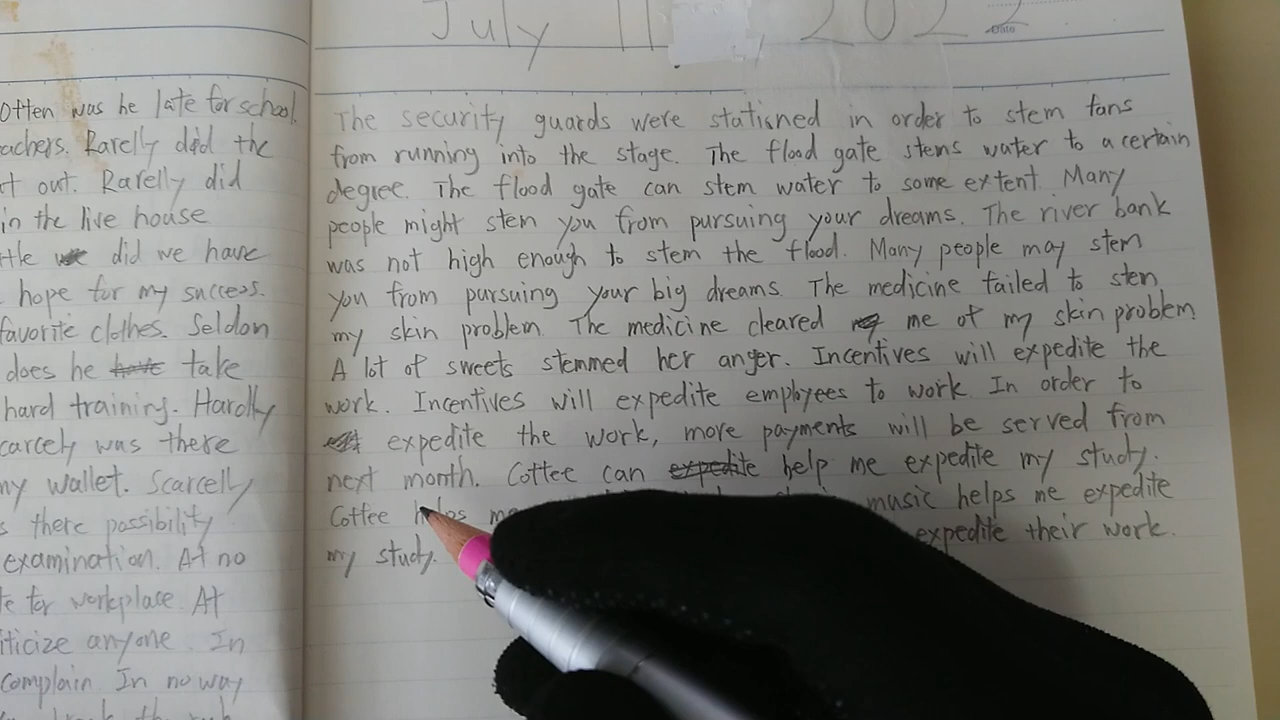 July 11, 2022
Date
Often was he late for school.
achers. Rarelly did the
t out. Rarelly did
in the live house
ttle did we have
hope for my success.
favorite clothes. Seldon
does he have take
hard training. Hardly
carcely was there
my wallet. Scarcelly
s there possibility
examination. At no
te for workplace At
iticize anyone. In
complain In no way
The security guards were stationed in order to stem fans
from running into the stage. The flood gate stems water to a certain
degree. The flood gate can stem water to some extent. Many
people might stem you from pursuing your dreams. The river bank
was not high enough to stem the flood. Many people may stem
you from pursuing your big dreams. The medicine failed to stem
my skin problem. The medicine cleared me of my skin problem
A lot of sweets stemmed her anger. Incentives will expedite the
work. Incentives will expedite employees to work. In order to
expedite the work, more payments will be served from
next month. Coffee can expedite help me expedite my study.
Coffee helps me music helps me expedite
my study. expedite their work.